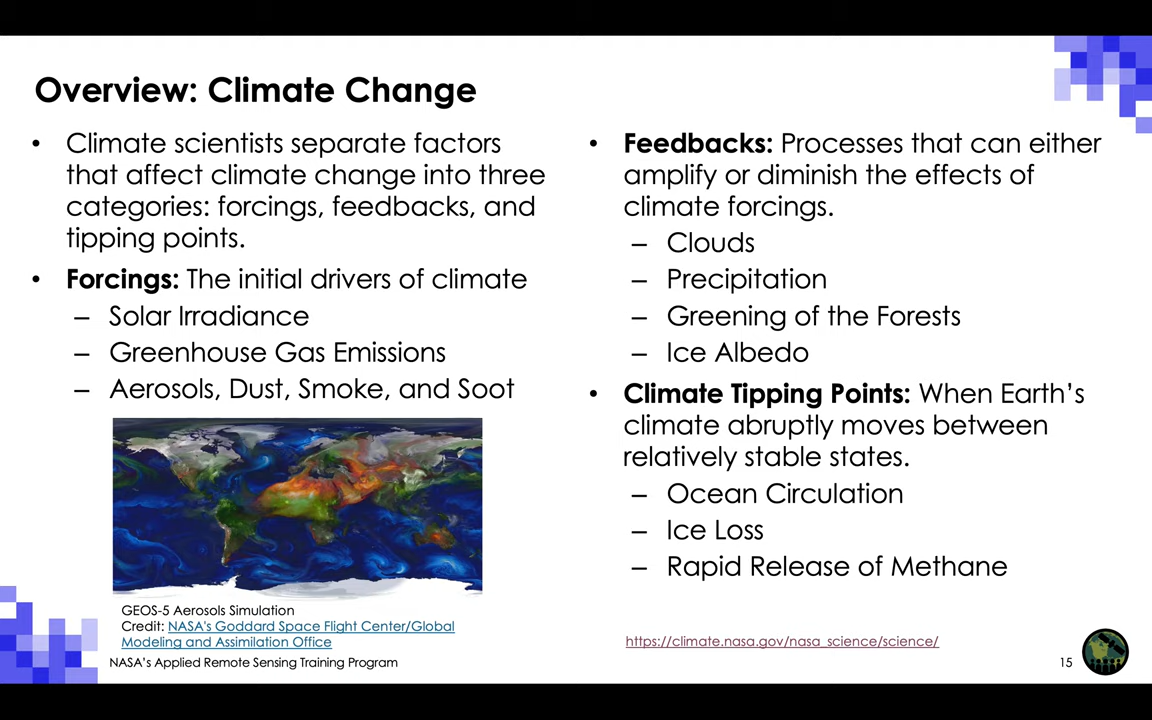 Overview: Climate Change
• Climate scientists separate factors
that affect climate change into three
categories: forcings, feedbacks, and
tipping points.
• Forcings: The initial drivers of climate
– Solar Irradiance
– Greenhouse Gas Emissions
– Aerosols, Dust, Smoke, and Soot
GEOS-5 Aerosols Simulation
Credit: NASA's Goddard Space Flight Center/Global
Modeling and Assimilation Office
• Feedbacks: Processes that can either
amplify or diminish the effects of
climate forcings.
– Clouds
– Precipitation
– Greening of the Forests
– Ice Albedo
• Climate Tipping Points: When Earth’s
climate abruptly moves between
relatively stable states.
– Ocean Circulation
– Ice Loss
– Rapid Release of Methane
https://climate.nasa.gov/nasa_science/science/
NASA’s Applied Remote Sensing Training Program
15